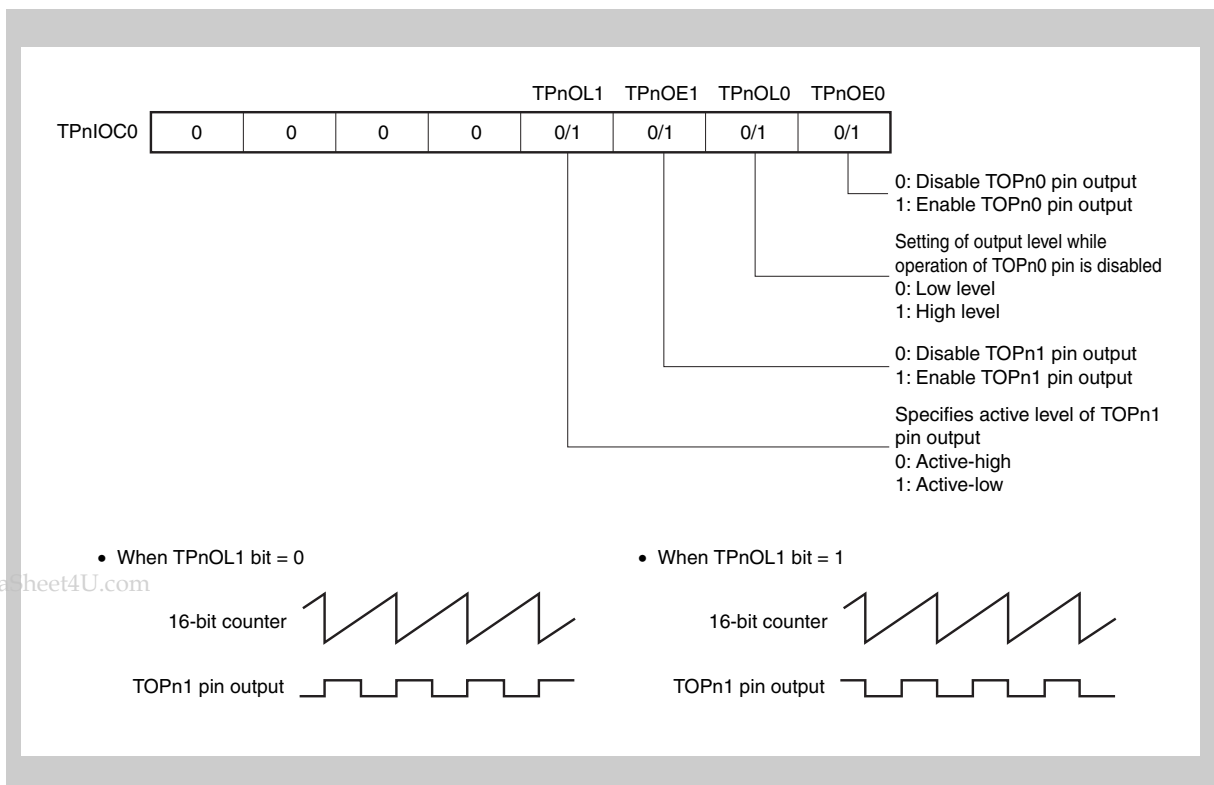 TPnOL1 TPnOE1 TPnOL0 TPnOE0
TPnIOC0 0 0 0 0 0/1 0/1 0/1 0/1
0: Disable TOPn0 pin output
1: Enable TOPn0 pin output
Setting of output level while
operation of TOPn0 pin is disabled
0: Low level
1: High level
0: Disable TOPn1 pin output
1: Enable TOPn1 pin output
Specifies active level of TOPn1
pin output
0: Active-high
1: Active-low
• When TPnOL1 bit = 0
16-bit counter
TOPn1 pin output
• When TPnOL1 bit = 1
16-bit counter
TOPn1 pin output
aSheet4U.com